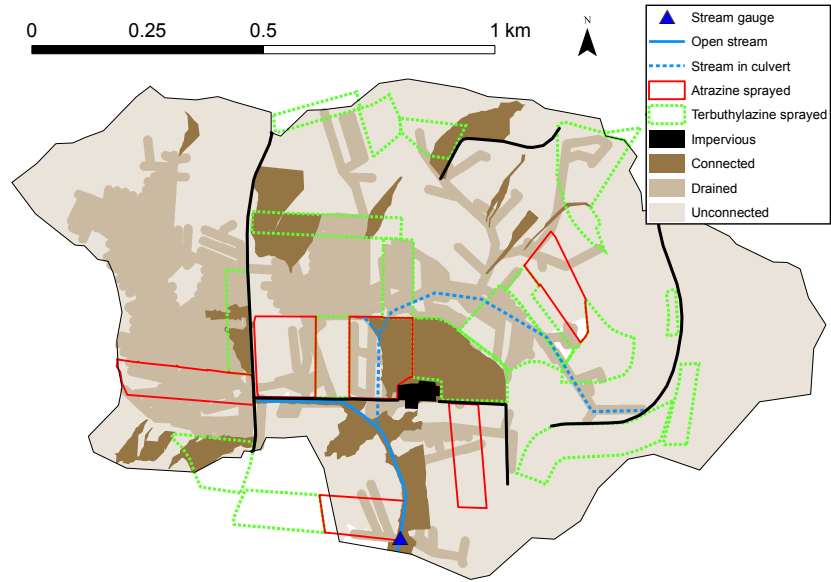 N
0 0.25 0.5 1 km
Stream gauge
Open stream
Stream in culvert
Atrazine sprayed
Terbuthylazine sprayed
Impervious
Connected
Drained
Unconnected